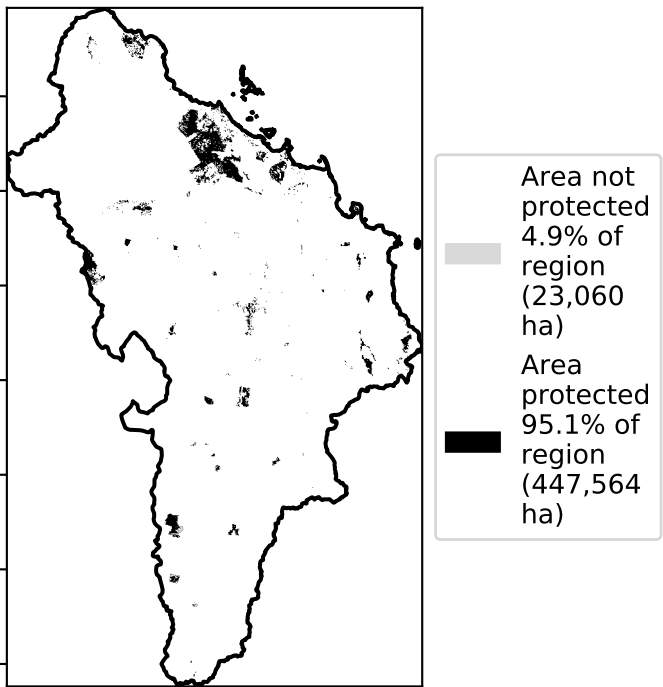 Area not
protected
4.9% of
region
(23,060
ha)
Area
protected
95.1% of
region
(447,564
ha)